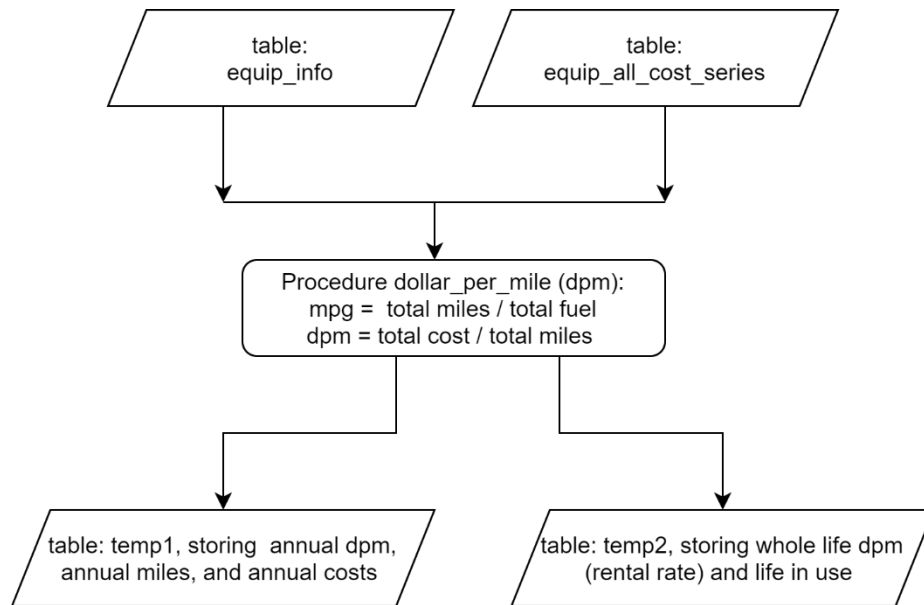 table:
equip_info
table:
equip_all_cost_series
Procedure dollar_per_mile (dpm):
mpg = total miles / total fuel
dpm = total cost / total miles
table: temp1, storing annual dpm,
annual miles, and annual costs
table: temp2, storing whole life dpm
(rental rate) and life in use